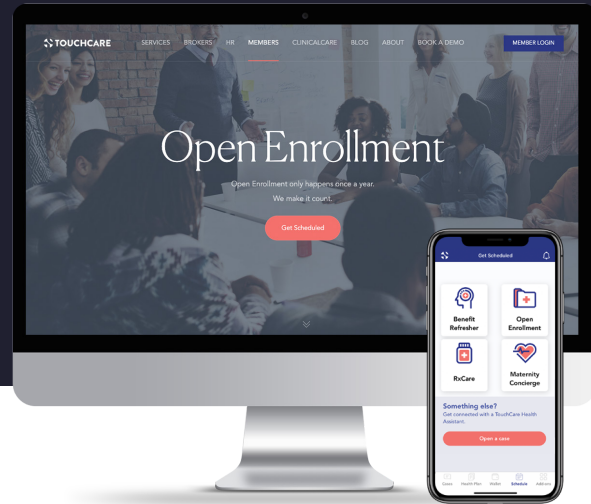 TOUCHCARE
SERVICES BROKERS HR MEMBERS CLINICALCARE BLOG ABOUT BOOK A DEMO
MEMBER LOGIN
Open Enrollment
Open Enrollment only happens once a year.
We make it count.
Get Scheduled
Get Scheduled
Benefit
Refresher
Open
Enrollment
RxCare
Maternity
Concierge
Something else?
Get connected with a TouchCare Health
Assistant.
Open a case
Cases Health Plan Wallet Schedule Add-ons